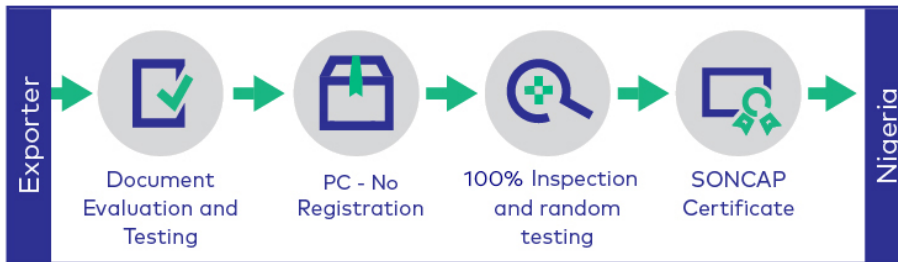 Exporter
Document
Evaluation and
Testing
PC - No
Registration
100% Inspection
and random
testing
SONCAP
Certificate
Nigeria